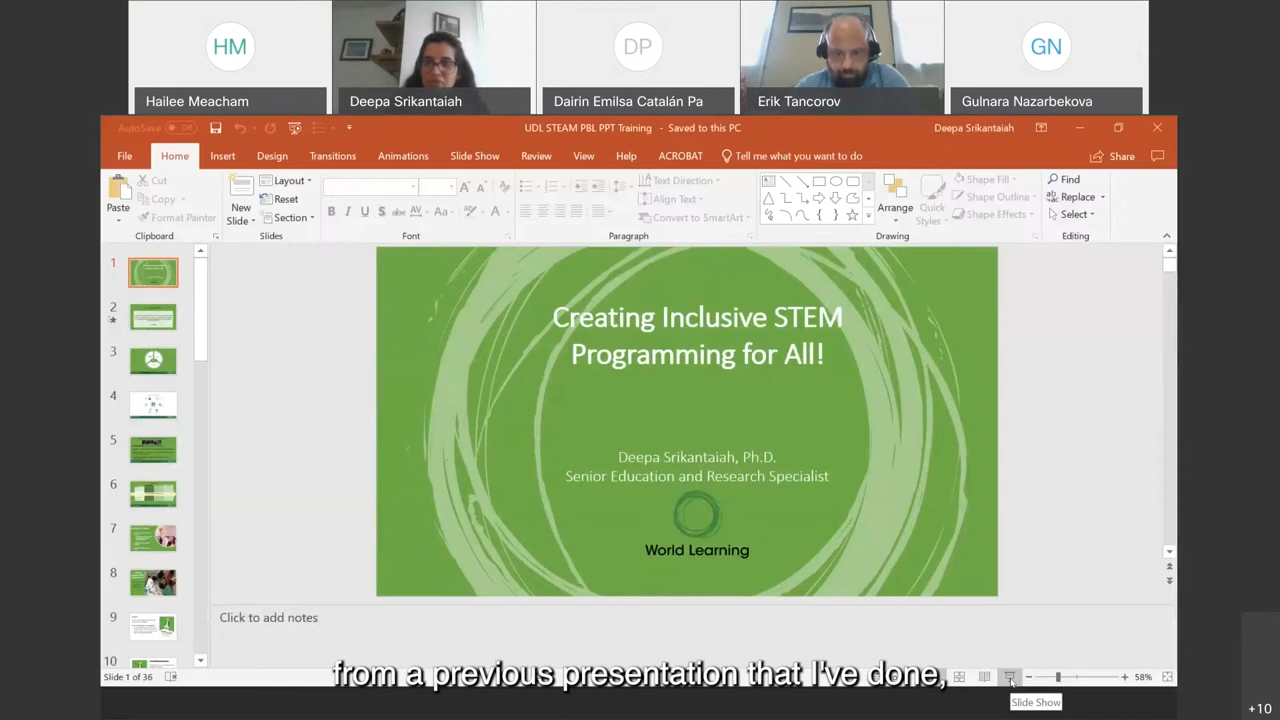 HM
DP
GN
Hailee Meacham
Deepa Srikantaiah
Dairin Emilsa Catalán Pa
Erik Tancorov
Gulnara Nazarbekova
AutoSave Off
UDL STEAM PBL PPT Training - Saved to this PC
Deepa Srikantaiah
File Home Insert Design Transitions Animations Slide Show Review View Help ACROBAT Tell me what you want to do Share
Paste
Cut
Copy
Format Painter
Clipboard
New Slide
Layout
Reset
Section
Slides
Font
Text Direction
Align Text
Convert to SmartArt
Paragraph
Arrange
Quick Styles
Shape Fill
Shape Outline
Shape Effects
Drawing
Find
Replace
Select
Editing
1
2
3
4
5
6
7
8
9
10
Creating Inclusive STEM
Programming for All!
Deepa Srikantaiah, Ph.D.
Senior Education and Research Specialist
World Learning
Click to add notes
from a previous presentation that I've done,
Slide 1 of 36
58%
Slide Show
+10